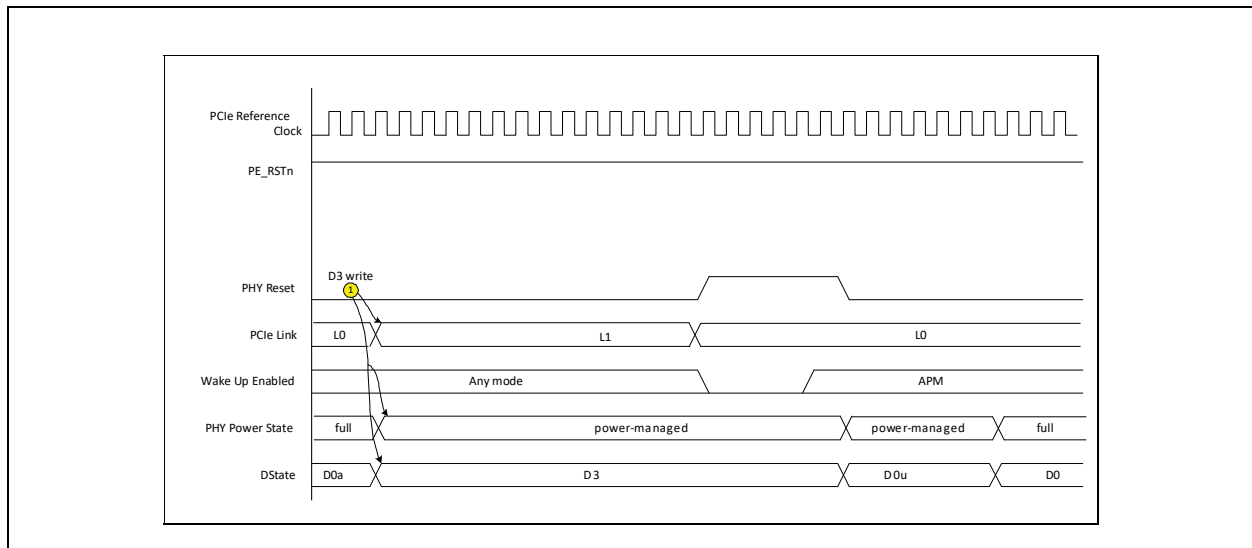 PCIe Reference
Clock
PE_RSTn
D3 write
1
PHY Reset
PCIe Link L0 L1 L0
Wake Up Enabled Any mode APM
PHY Power State full power-managed power-managed full
DState D0a D3 D0u D0